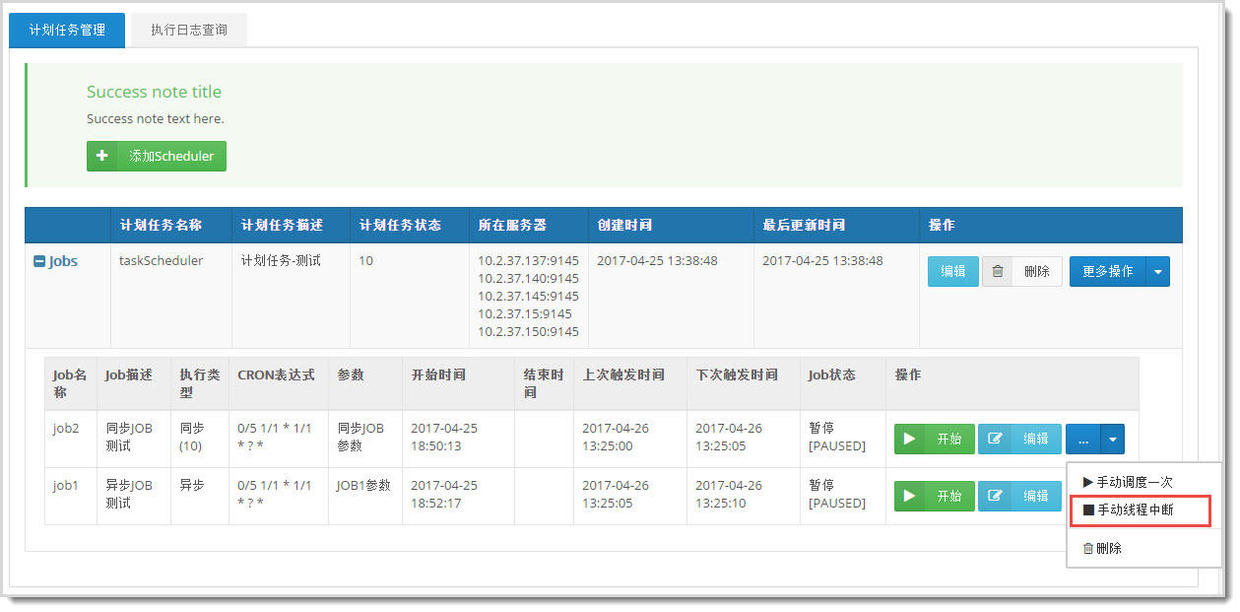 计划任务管理
执行日志查询
Success note title
Success note text here.
添加Scheduler
计划任务名称 计划任务描述 计划任务状态 所在服务器 创建时间 最后更新时间 操作
Jobs taskScheduler 计划任务-测试 10 10.2.37.137:9145 2017-04-25 13:38:48 2017-04-25 13:38:48 编辑 删除 更多操作
10.2.37.140:9145
10.2.37.145:9145
10.2.37.15:9145
10.2.37.150:9145
Job名 Job描述 执行类 CRON表达式 参数 开始时间 结束时 上次触发时间 下次触发时间 Job状态 操作
称 型 间
job2 同步JOB 同步 0/5 1/1 * 1/1 同步JOB 2017-04-25 2017-04-26 2017-04-26 暂停 开始 编辑 ...
测试 (10) * ? * 参数 18:50:13 13:25:00 13:25:05 [PAUSED]
job1 异步JOB 异步 0/5 1/1 * 1/1 JOB1参数 2017-04-25 2017-04-26 2017-04-26 暂停 开始 编辑
测试 * ? * 18:52:17 13:25:05 13:25:10 [PAUSED]
手动调度一次
手动线程中断
删除